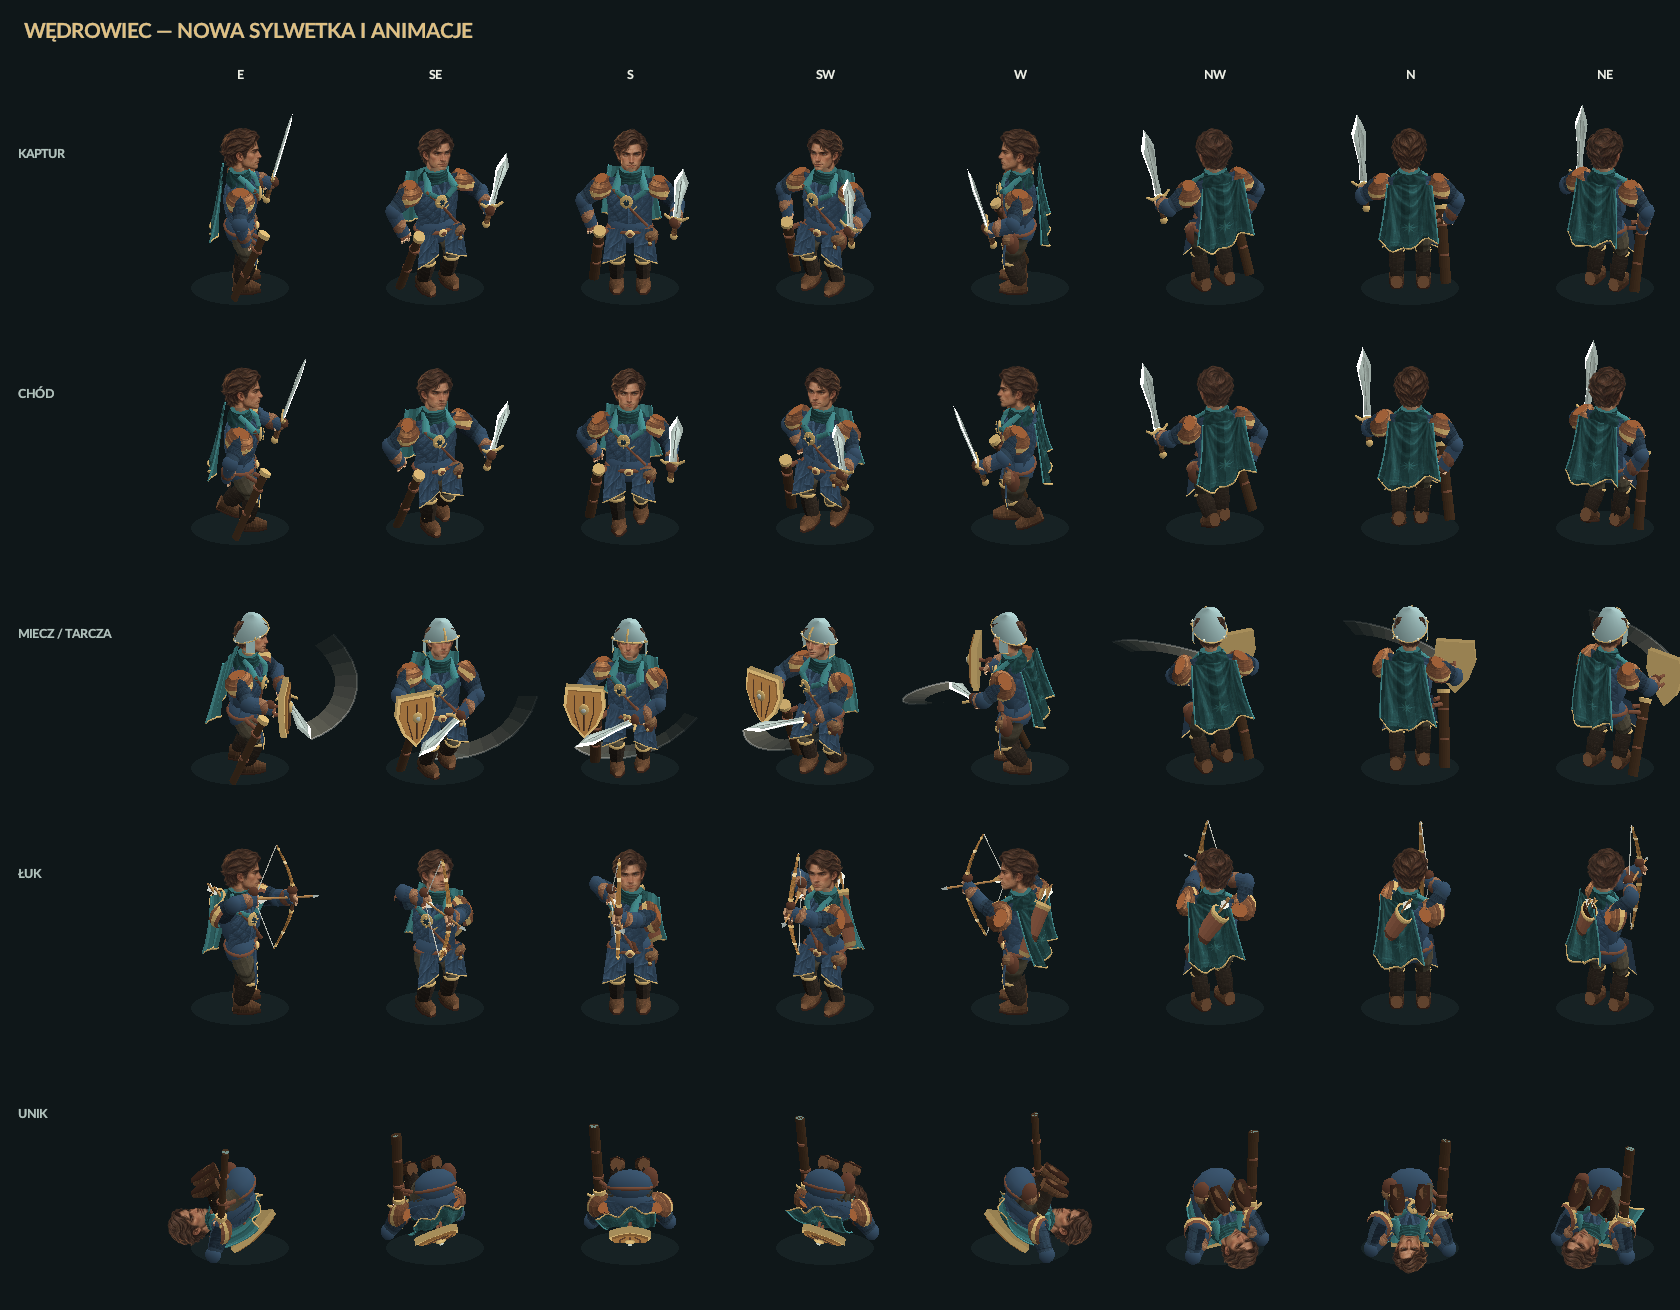 WĘDROWIEC — NOWA SYLWETKA I ANIMACJE
E SE S SW W NW N NE
KAPTUR
CHÓD
MIECZ / TARCZA
ŁUK
UNIK